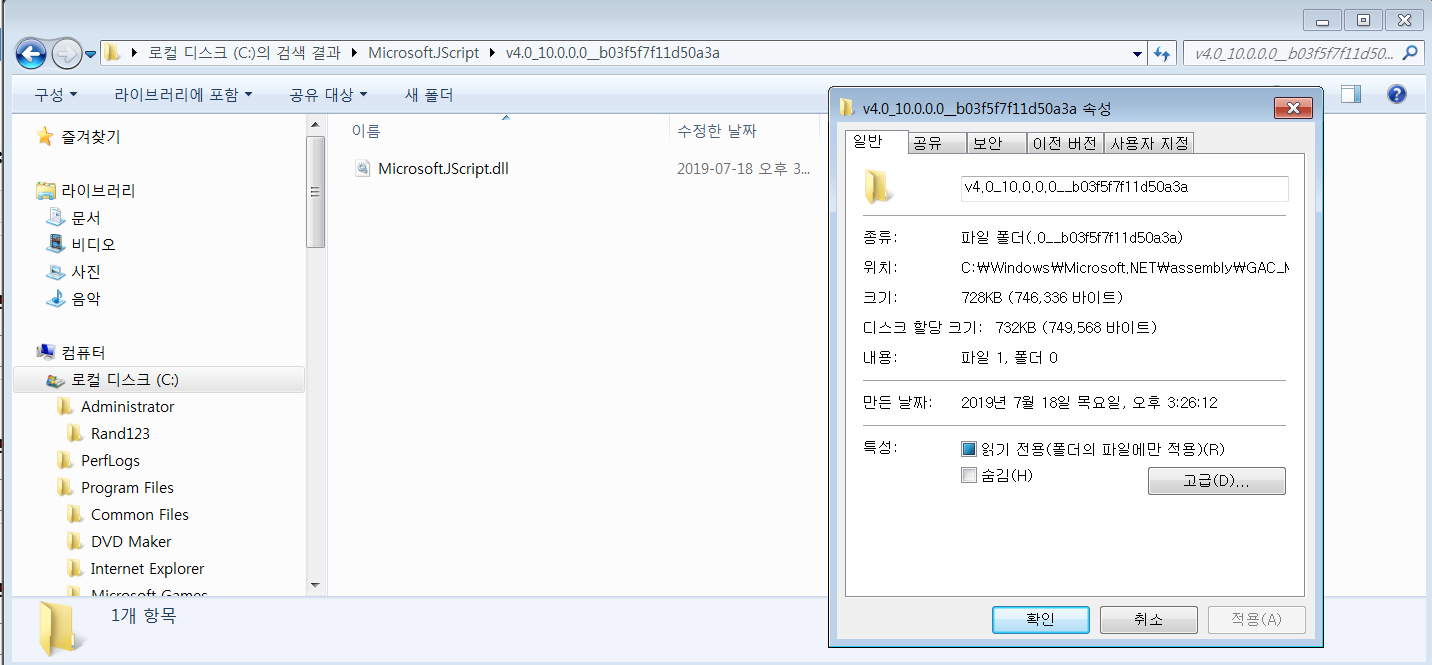 로컬 디스크 (C:)의 검색 결과 Microsoft.JScript v4.0_10.0.0.0__b03f5f7f11d50a3a
v4.0_10.0.0.0__b03f5f7f11d50...
구성 라이브러리에 포함 공유 대상 새 폴더
즐겨찾기
라이브러리
문서
비디오
사진
음악
컴퓨터
로컬 디스크 (C:)
Administrator
Rand123
PerfLogs
Program Files
Common Files
DVD Maker
Internet Explorer
Microsoft Games
이름 수정한 날짜
Microsoft.JScript.dll 2019-07-18 오후 3...
1개 항목
v4.0_10.0.0.0__b03f5f7f11d50a3a 속성
일반 공유 보안 이전 버전 사용자 지정
v4.0_10.0.0.0__b03f5f7f11d50a3a
종류: 파일 폴더(.0__b03f5f7f11d50a3a)
위치: C:₩Windows₩Microsoft.NET₩assembly₩GAC_M
크기: 728KB (746,336 바이트)
디스크 할당 크기: 732KB (749,568 바이트)
내용: 파일 1, 폴더 0
만든 날짜: 2019년 7월 18일 목요일, 오후 3:26:12
특성: 읽기 전용(폴더의 파일에만 적용)(R)
숨김(H)
고급(D)...
확인 취소 적용(A)